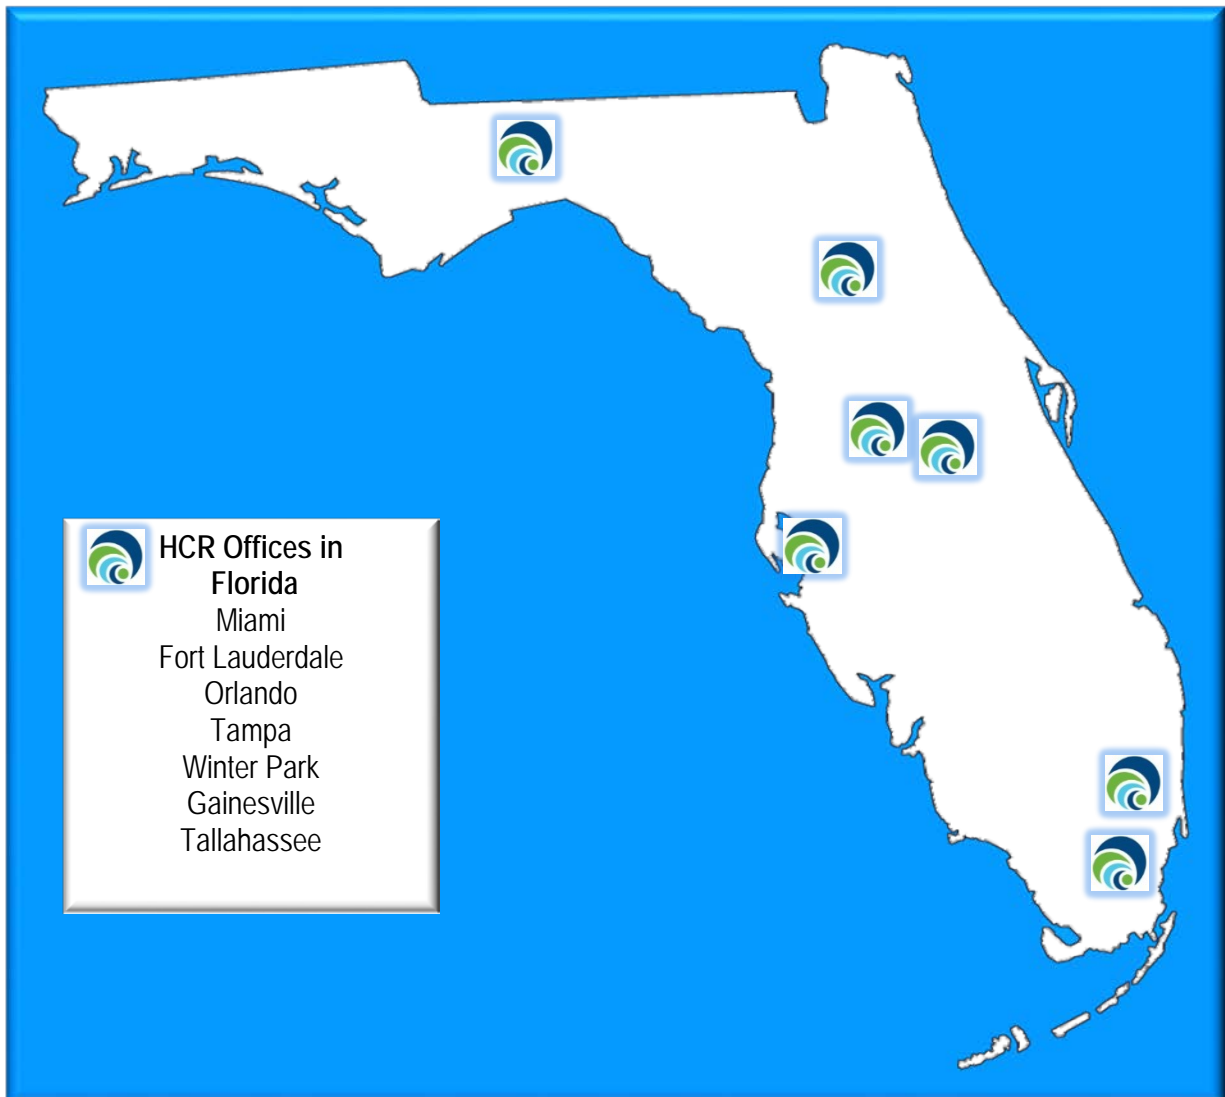 HCR Offices in
Florida
Miami
Fort Lauderdale
Orlando
Tampa
Winter Park
Gainesville
Tallahassee